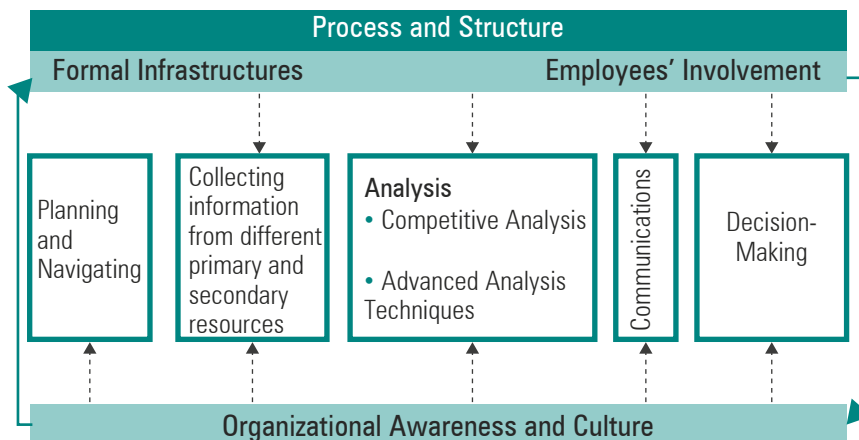 Process and Structure
Formal Infrastructures
Employees’ Involvement
Planning
and
Navigating
Collecting
information
from different
primary and
secondary
resources
Analysis
• Competitive Analysis
• Advanced Analysis
Techniques
Communications
Decision-
Making
Organizational Awareness and Culture